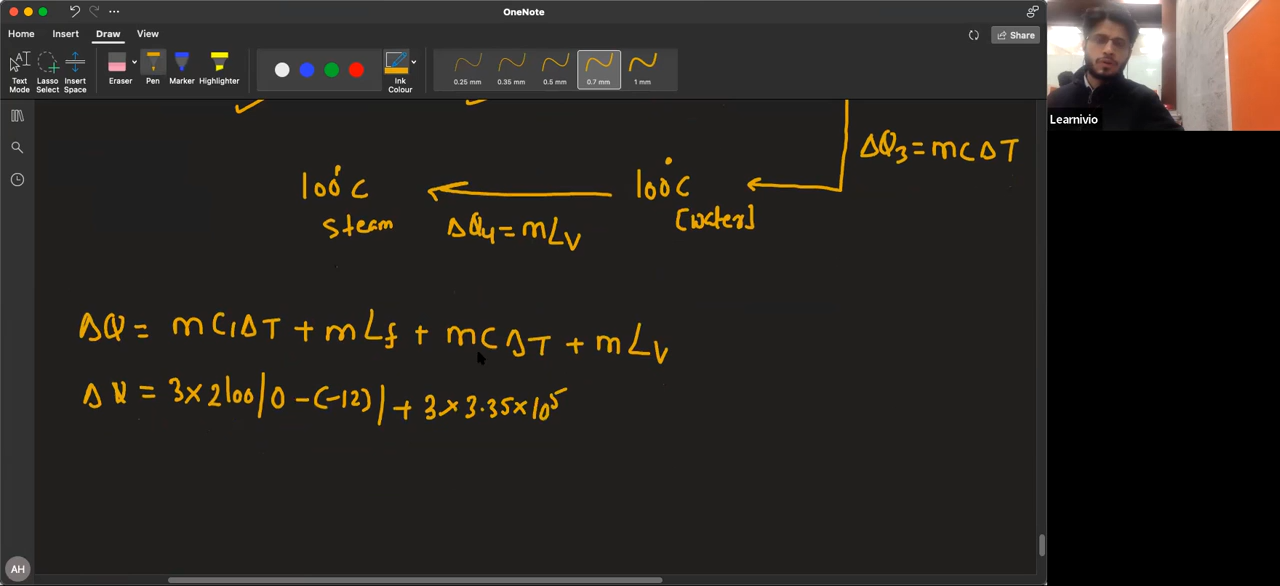 OneNote
Home Insert Draw View
Share
Text Mode
Lasso Select
Insert Space
Eraser
Pen
Marker
Highlighter
Ink Colour
0.25 mm
0.35 mm
0.5 mm
0.7 mm
1 mm
Learnivio
ΔQ₃ = mCΔT
100°C
100°C
steam
[water]
ΔQ₄ = mLv
ΔQ = mC₁ΔT + mLf + mCΔT + mLv
ΔQ = 3×2100|0-(-12)| + 3×3.35×10⁵
AH